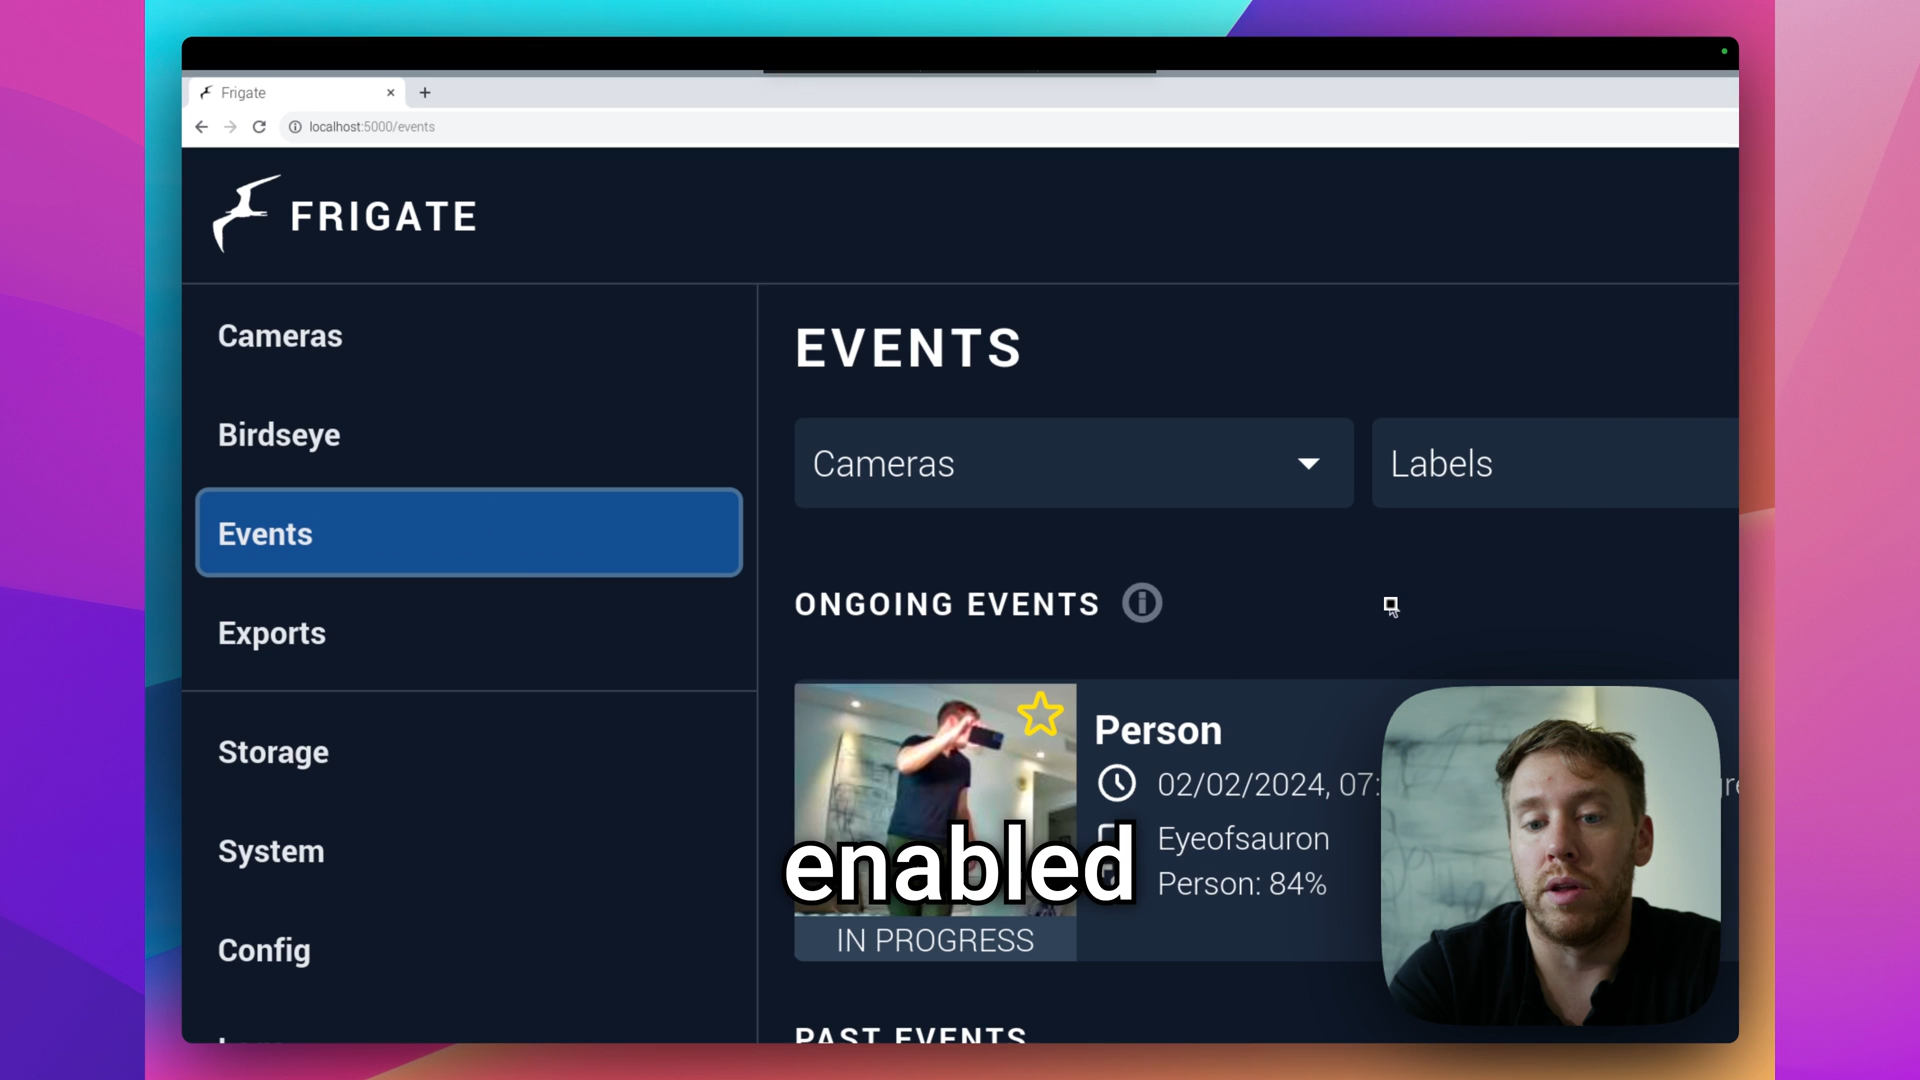 Frigate
localhost:5000/events
FRIGATE
Cameras
Birdseye
Events
Exports
Storage
System
Config
EVENTS
Cameras
Labels
ONGOING EVENTS
Person
02/02/2024, 07:
Eyeofsauron
Person: 84%
IN PROGRESS
enabled
PAST EVENTS